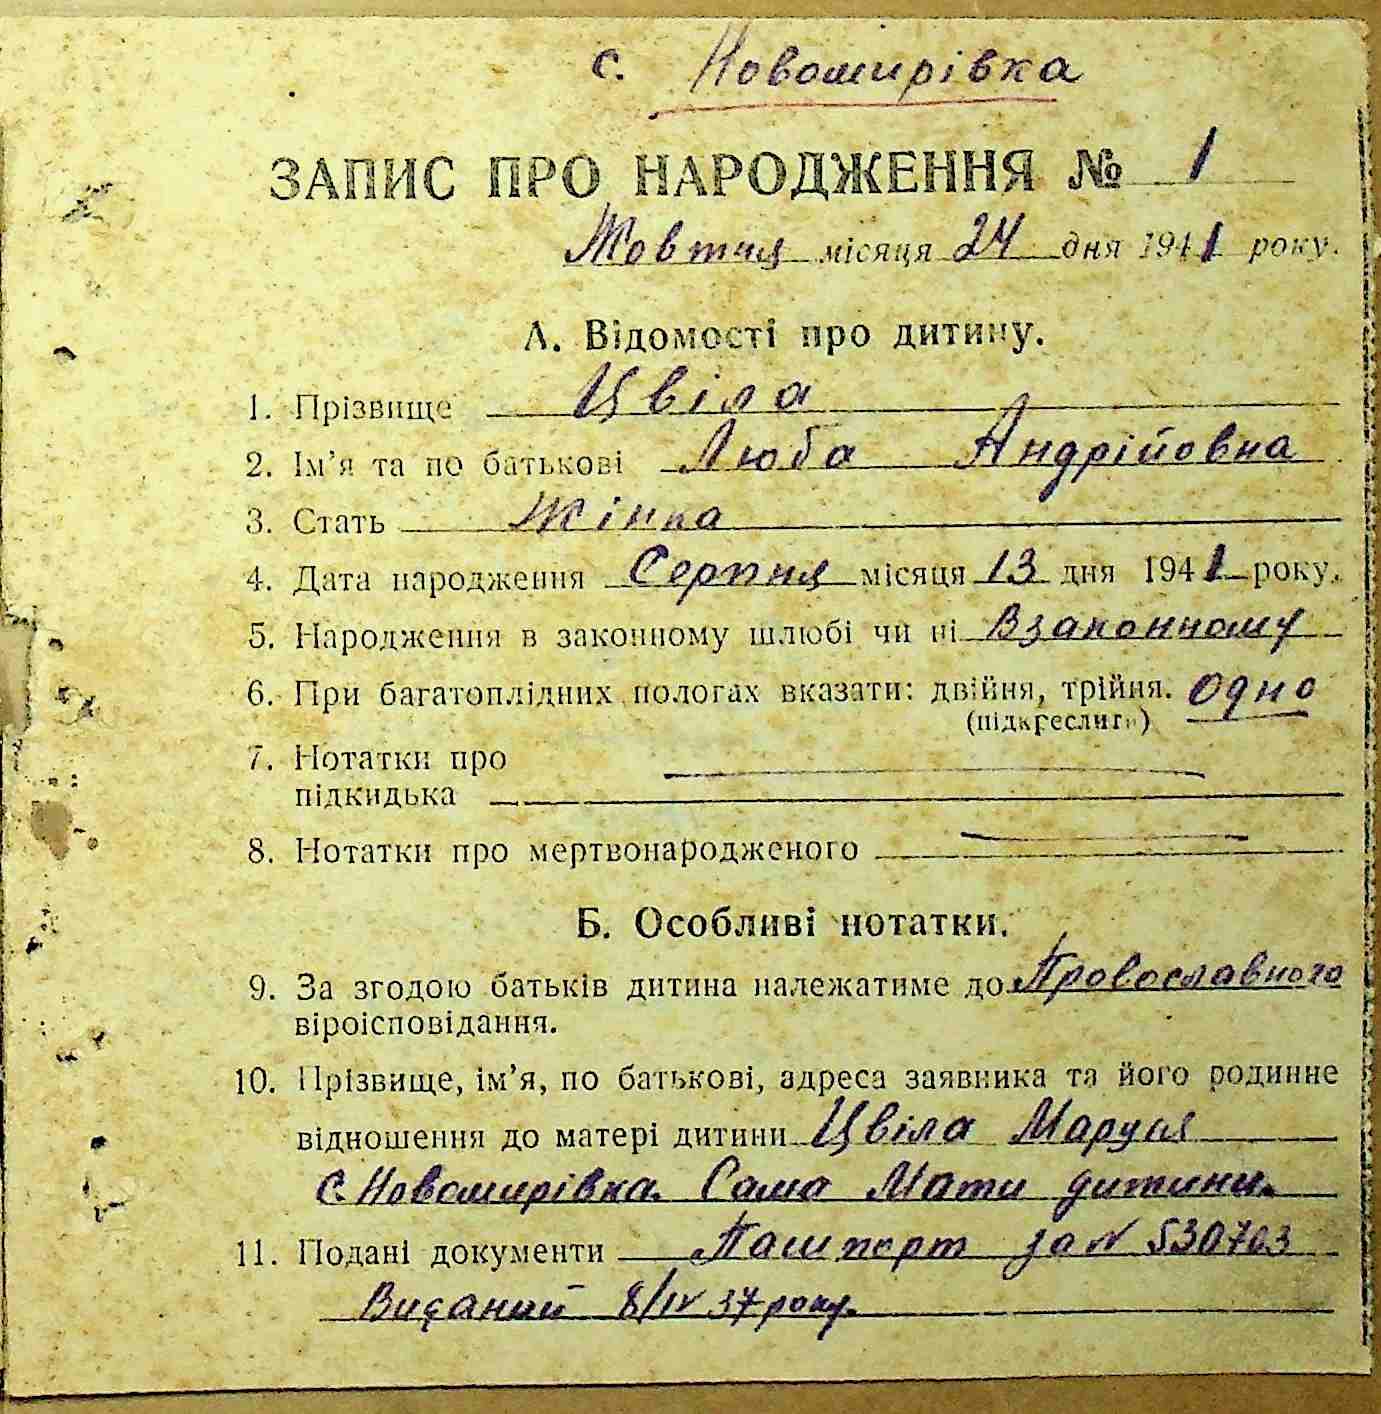 с. Новомирівка
ЗАПИС ПРО НАРОДЖЕННЯ № 1
Жовтня місяця 24 дня 1941 року.
А. Відомості про дитину.
1. Прізвище Цвіла
2. Ім'я та по батькові Люба Андрійовна
3. Стать Жінка
4. Дата народження Серпня місяця 13 дня 1941 року.
5. Народження в законному шлюбі чи ні В законному
6. При багатоплідних пологах вказати: двійня, трійня. Одно
(підкреслити)
7. Нотатки про
підкидька
8. Нотатки про мертвонародженого
Б. Особливі нотатки.
9. За згодою батьків дитина належатиме до Провославного
віроісповідання.
10. Прізвище, ім'я, по батькові, адреса заявника та його родинне
відношення до матері дитини Цвіла Маруся
с. Новомирівка. Сама Мати дитини.
11. Подані документи Пашпорт за N 530703
Виданий 8/IV 37 року.